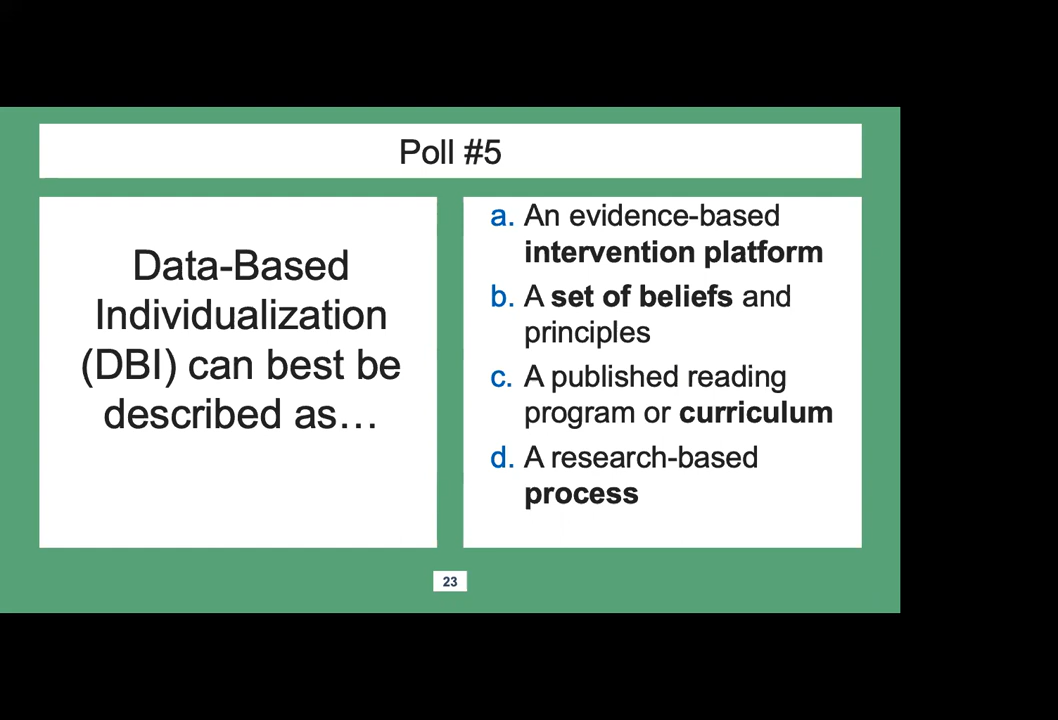 Poll #5
Data-Based
Individualization
(DBI) can best be
described as…
a. An evidence-based
intervention platform
b. A set of beliefs and
principles
c. A published reading
program or curriculum
d. A research-based
process
23